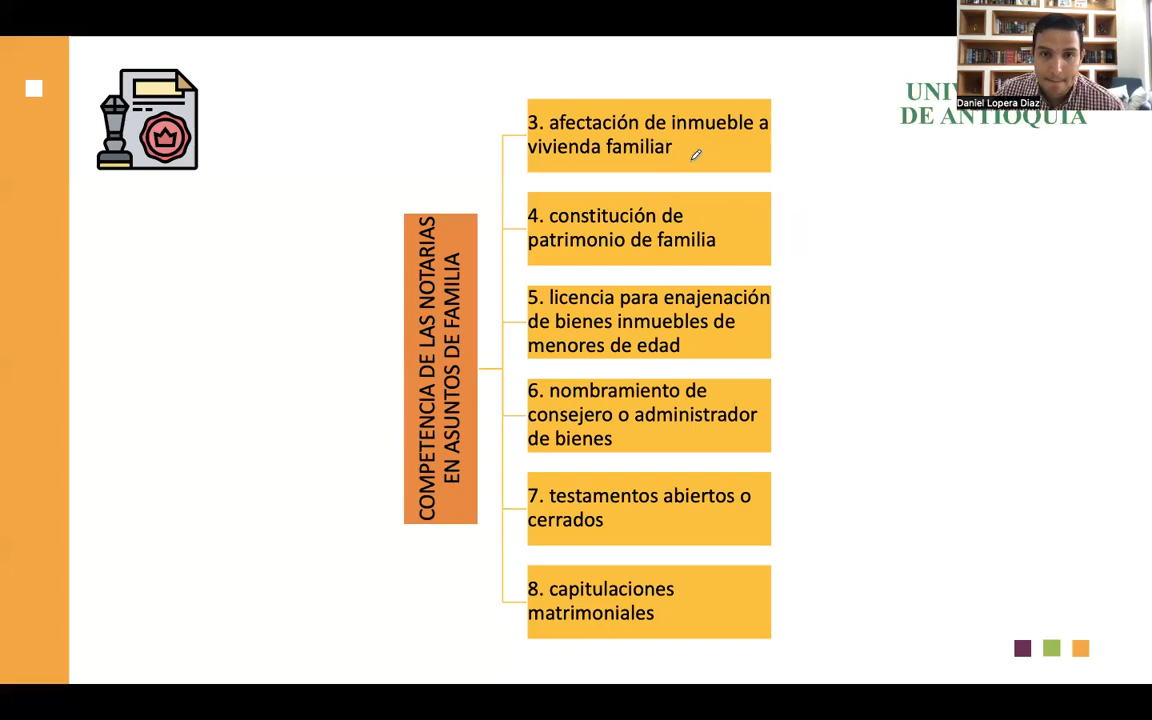 Daniel Lopera Diaz
DE ANTIOQUIA
COMPETENCIA DE LAS NOTARIAS
EN ASUNTOS DE FAMILIA
3. afectación de inmueble a
vivienda familiar
4. constitución de
patrimonio de familia
5. licencia para enajenación
de bienes inmuebles de
menores de edad
6. nombramiento de
consejero o administrador
de bienes
7. testamentos abiertos o
cerrados
8. capitulaciones
matrimoniales